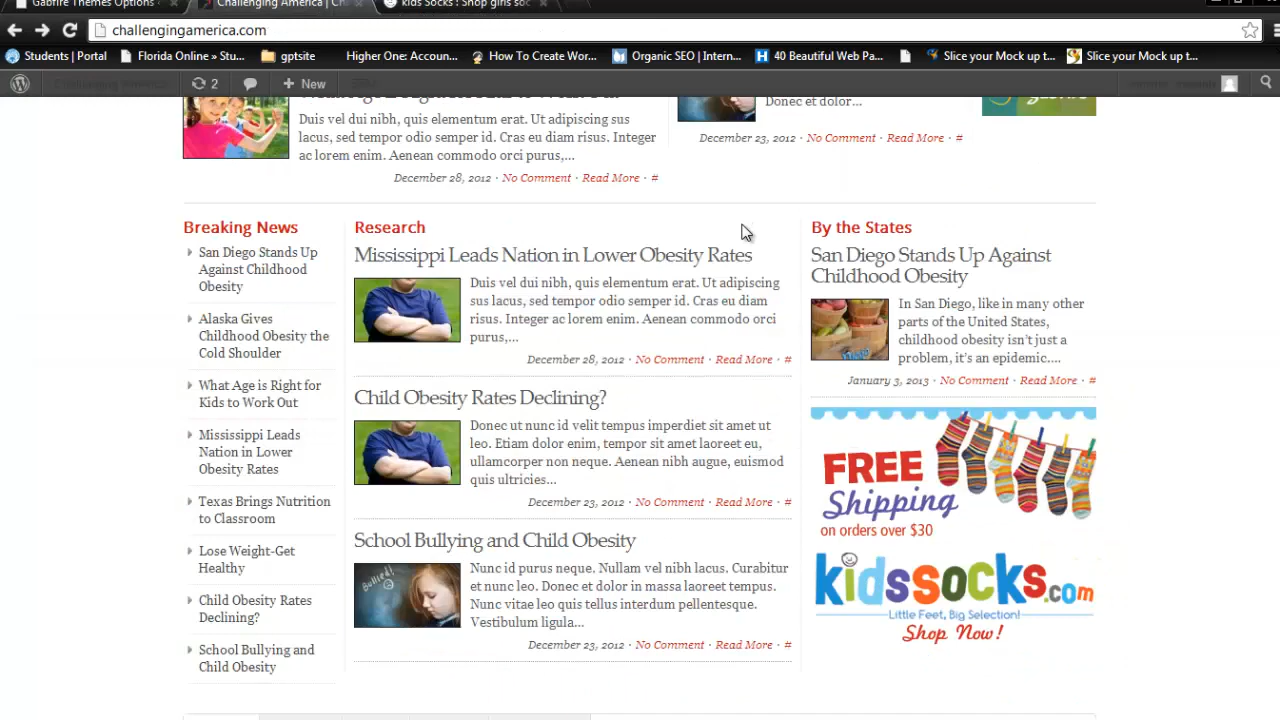 Gabfire Themes Options
Challenging America | Ch
kids Socks : Shop girls soc
challengingamerica.com
Students | Portal
Florida Online » Stu...
gptsite
Higher One: Accoun...
How To Create Wor...
Organic SEO | Intern...
40 Beautiful Web Pa...
Slice your Mock up t...
Slice your Mock up t...
Challenging America
2
New
Duis vel dui nibh, quis elementum erat. Ut adipiscing
sus lacus, sed tempor odio semper id. Cras eu diam
risus. Integer
ac lorem enim. Aenean commodo orci purus,...
December 28, 2012 · No Comment · Read More · #
Donec et dolor...
December 23, 2012 · No Comment · Read More · #
Breaking News
San Diego Stands Up
Against Childhood
Obesity
Alaska Gives
Childhood Obesity the
Cold Shoulder
What Age is Right for
Kids to Work Out
Mississippi Leads
Nation in Lower
Obesity Rates
Texas Brings Nutrition
to Classroom
Lose Weight-Get
Healthy
Child Obesity Rates
Declining?
School Bullying and
Child Obesity
Research
Mississippi Leads Nation in Lower Obesity Rates
Duis vel dui nibh, quis elementum erat. Ut adipiscing
sus lacus, sed tempor odio semper id. Cras eu diam
risus. Integer ac lorem enim. Aenean commodo orci
purus,...
December 28, 2012 · No Comment · Read More · #
Child Obesity Rates Declining?
Donec ut nunc id velit tempus imperdiet sit amet ut
leo. Etiam dolor enim, tempor sit amet laoreet eu,
ullamcorper non neque. Aenean nibh augue, euismod
quis ultricies...
December 23, 2012 · No Comment · Read More · #
School Bullying and Child Obesity
Bullied!
Nunc id purus neque. Nullam vel nibh lacus. Curabitur
et nunc leo. Donec et dolor in massa laoreet tempus.
Nunc vitae leo quis tellus interdum pellentesque.
Vestibulum ligula...
December 23, 2012 · No Comment · Read More · #
By the States
San Diego Stands Up Against
Childhood Obesity
In San Diego, like in many other
parts of the United States,
childhood obesity isn't just a
problem, it's an epidemic....
January 3, 2013 · No Comment · Read More · #
FREE
Shipping
on orders over $30
kidssocks.com
Little Feet, Big Selection!
Shop Now!